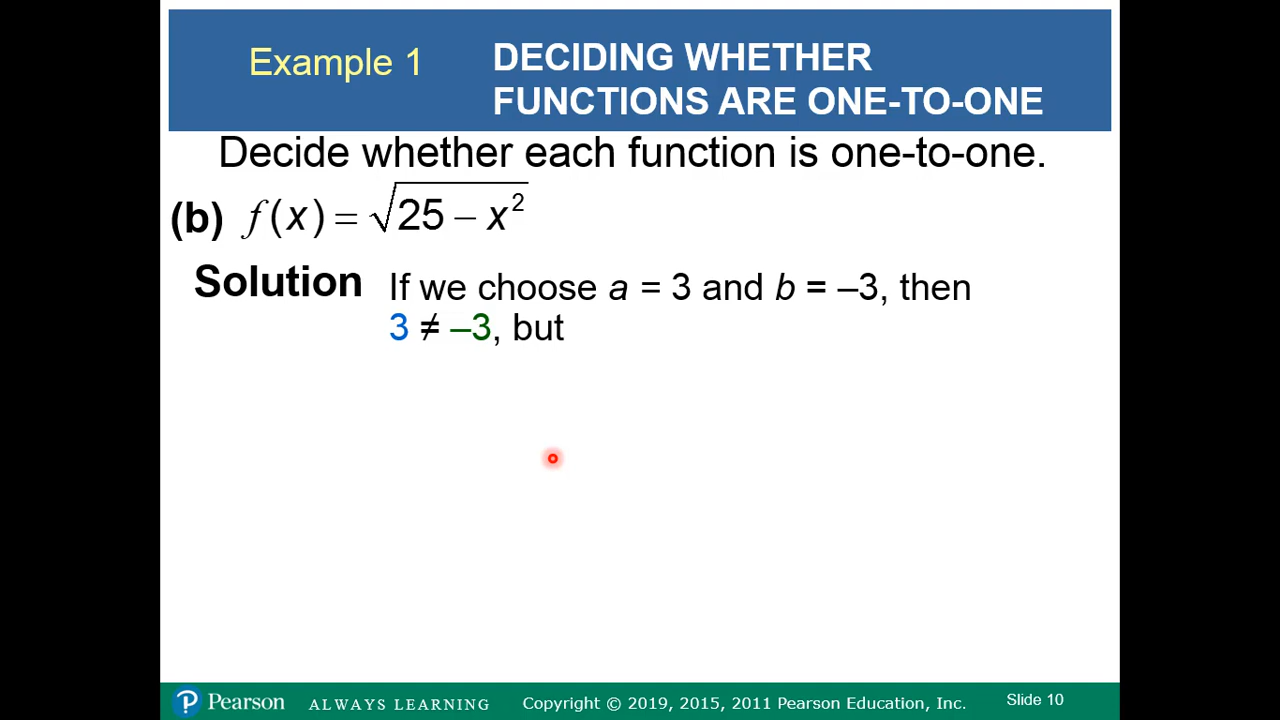 Example 1
DECIDING WHETHER
FUNCTIONS ARE ONE-TO-ONE
Decide whether each function is one-to-one.
(b) f(x) = √25 – x²
Solution If we choose a = 3 and b = –3, then
3 ≠ –3, but
Pearson ALWAYS LEARNING Copyright © 2019, 2015, 2011 Pearson Education, Inc. Slide 10